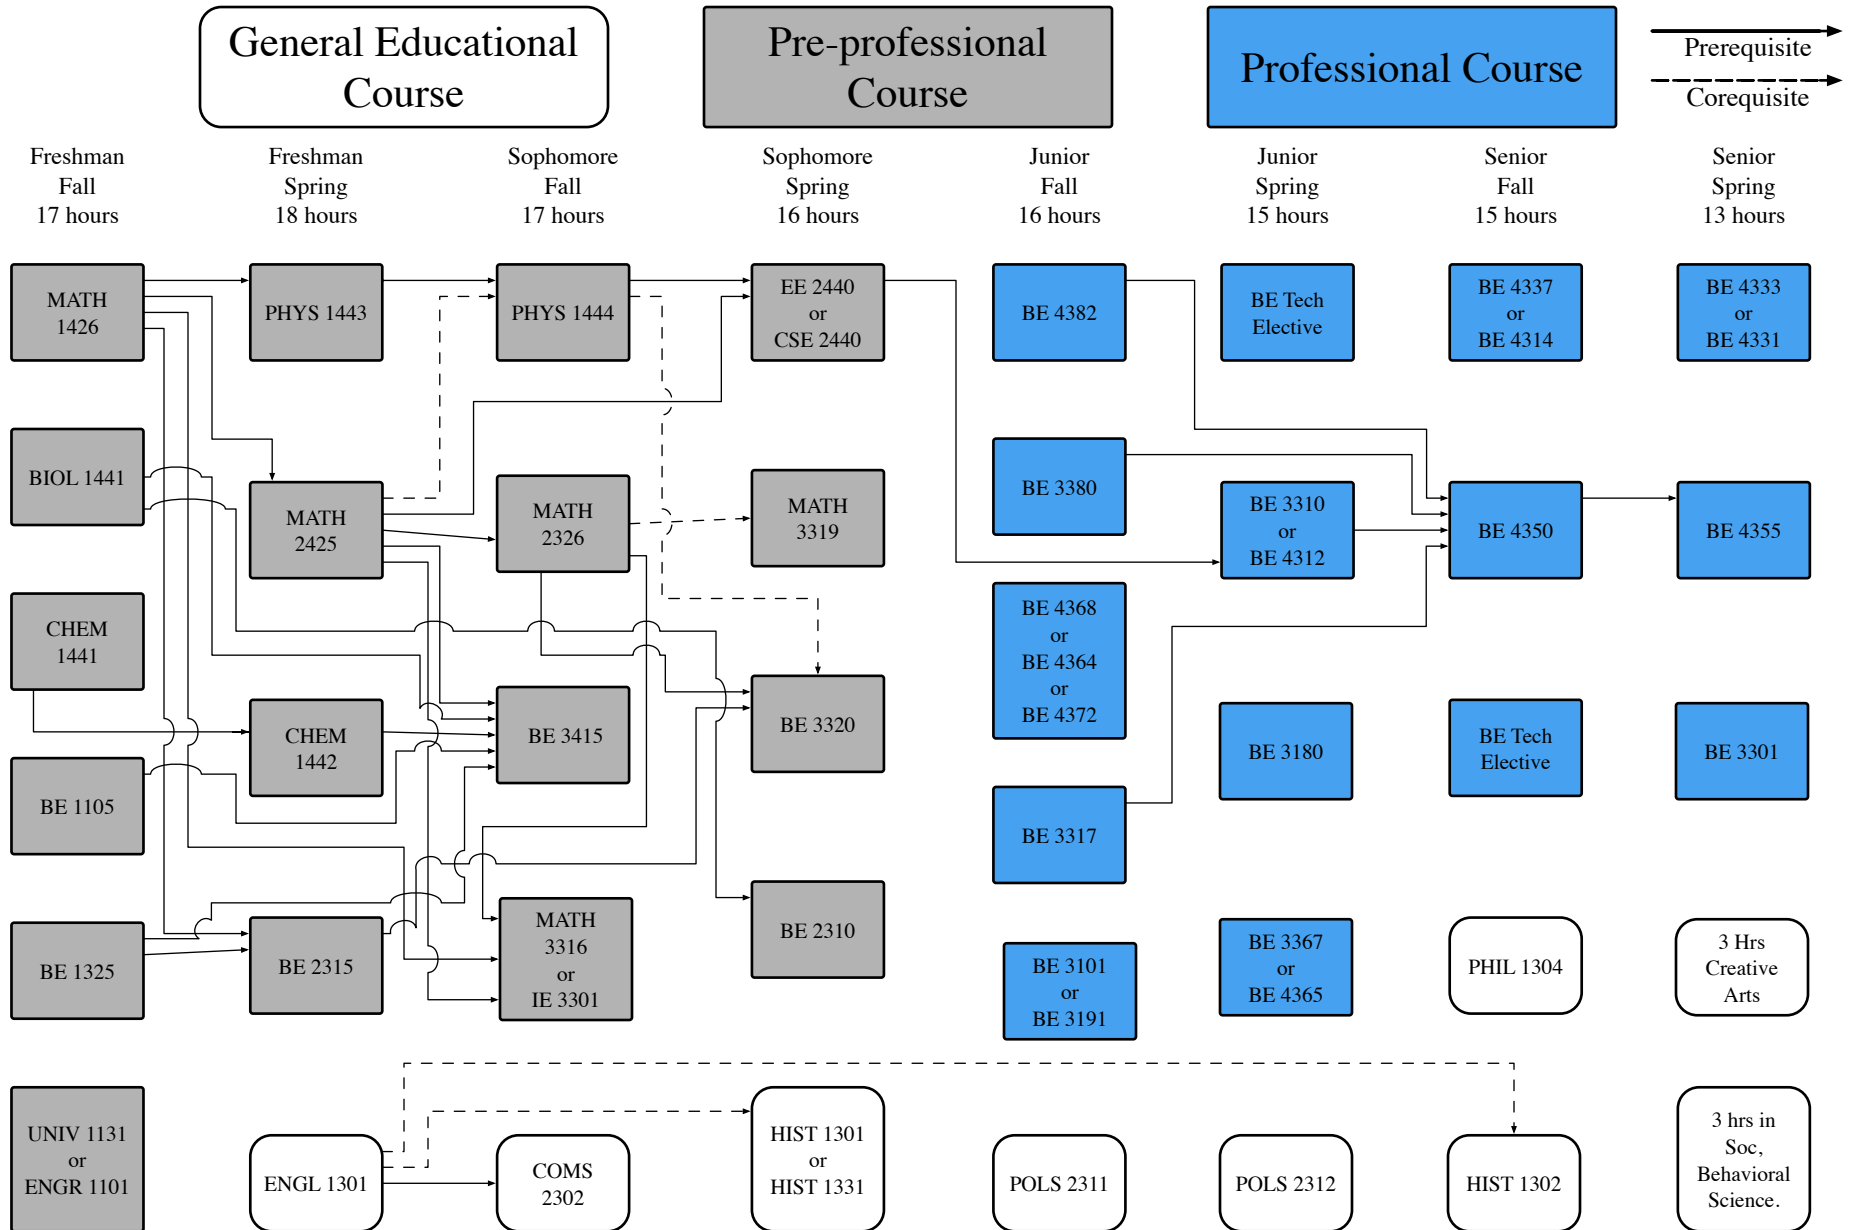 General Educational
Course
Pre-professional
Course
Professional Course
Prerequisite
Corequisite
Freshman
Fall
17 hours
Freshman
Spring
18 hours
Sophomore
Fall
17 hours
Sophomore
Spring
16 hours
Junior
Fall
16 hours
Junior
Spring
15 hours
Senior
Fall
15 hours
Senior
Spring
13 hours
MATH
1426
PHYS 1443
PHYS 1444
EE 2440
or
CSE 2440
BE 4382
BE Tech
Elective
BE 4337
or
BE 4314
BE 4333
or
BE 4331
BIOL 1441
MATH
2425
MATH
2326
MATH
3319
BE 3380
BE 3310
or
BE 4312
BE 4350
BE 4355
CHEM
1441
CHEM
1442
BE 3415
BE 3320
BE 4368
or
BE 4364
or
BE 4372
BE 3180
BE Tech
Elective
BE 3301
BE 1105
BE 3317
BE 1325
BE 2315
MATH
3316
or
IE 3301
BE 2310
BE 3101
or
BE 3191
BE 3367
or
BE 4365
PHIL 1304
3 Hrs
Creative
Arts
UNIV 1131
or
ENGR 1101
ENGL 1301
COMS
2302
HIST 1301
or
HIST 1331
POLS 2311
POLS 2312
HIST 1302
3 hrs in
Soc,
Behavioral
Science.